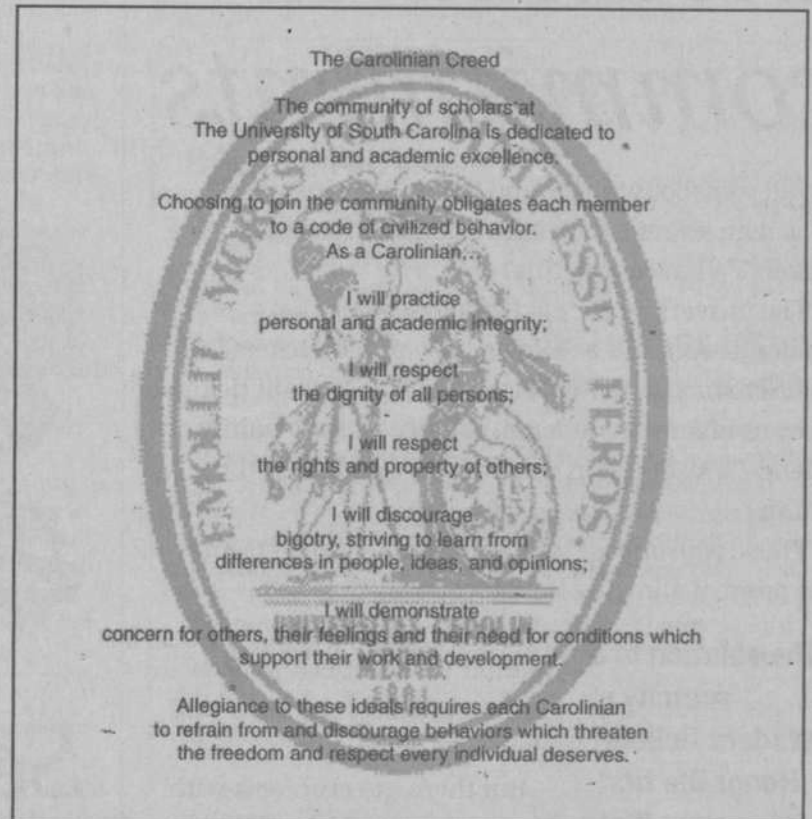 The Carolinian Creed
The community of scholars at
The University of South Carolina is dedicated to
personal and academic excellence.
Choosing to join the community obligates each member
to a code of civilized behavior.
As a Carolinian...
I will practice
personal and academic integrity;
I will respect
the dignity of all persons;
I will respect
the rights and property of others;
I will discourage
bigotry, striving to learn from
differences in people, ideas, and opinions;
I will demonstrate
concern for others, their feelings and their need for conditions which
support their work and development.
Allegiance to these ideals requires each Carolinian
to refrain from and discourage behaviors which threaten
the freedom and respect every individual deserves.
EMOLLIT MORES ESSE FEROS.